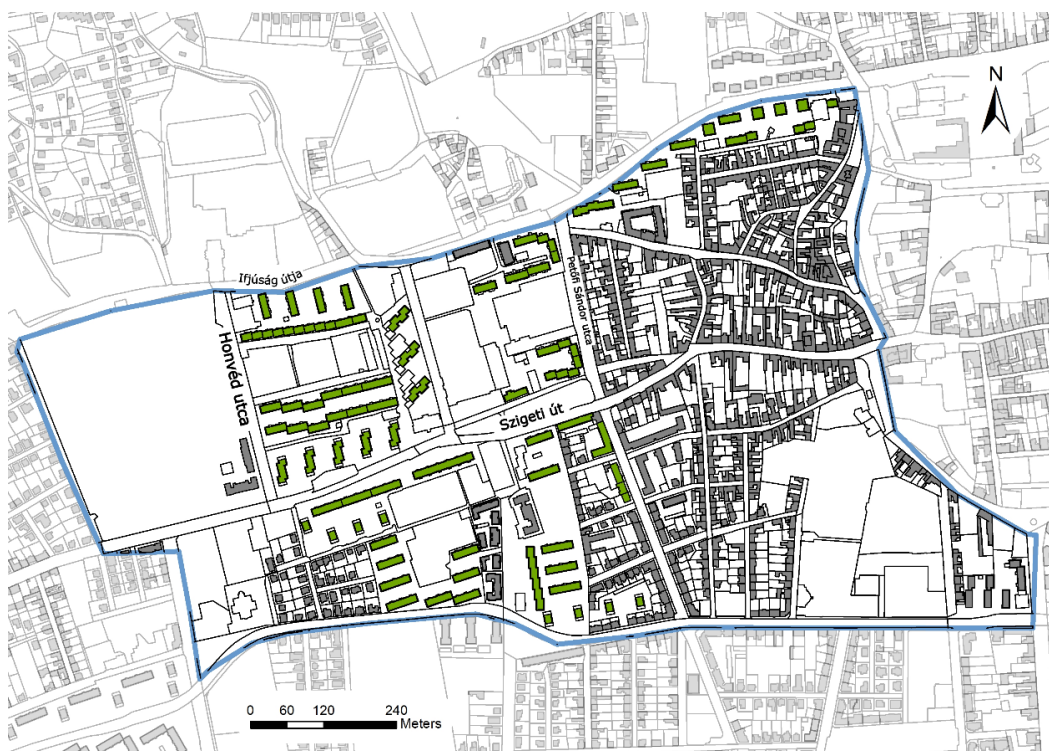 N
Ifjúság útja
Petőfi Sándor utca
Honvéd utca
Szigeti út
0 60 120 240
Meters